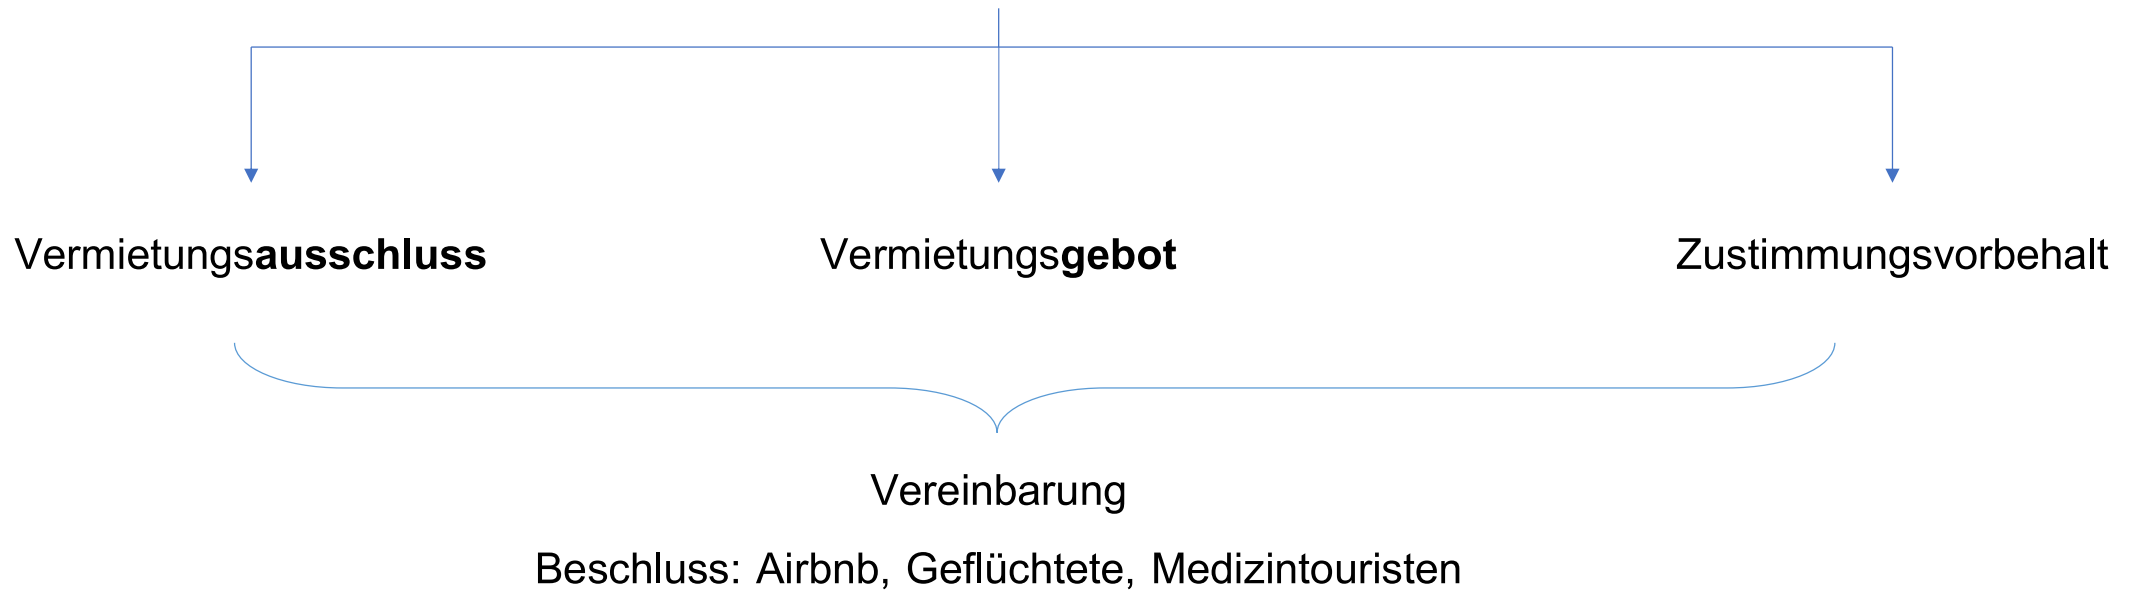 Vermietungsausschluss
Vermietungsgebot
Zustimmungsvorbehalt
Vereinbarung
Beschluss: Airbnb, Geflüchtete, Medizintouristen